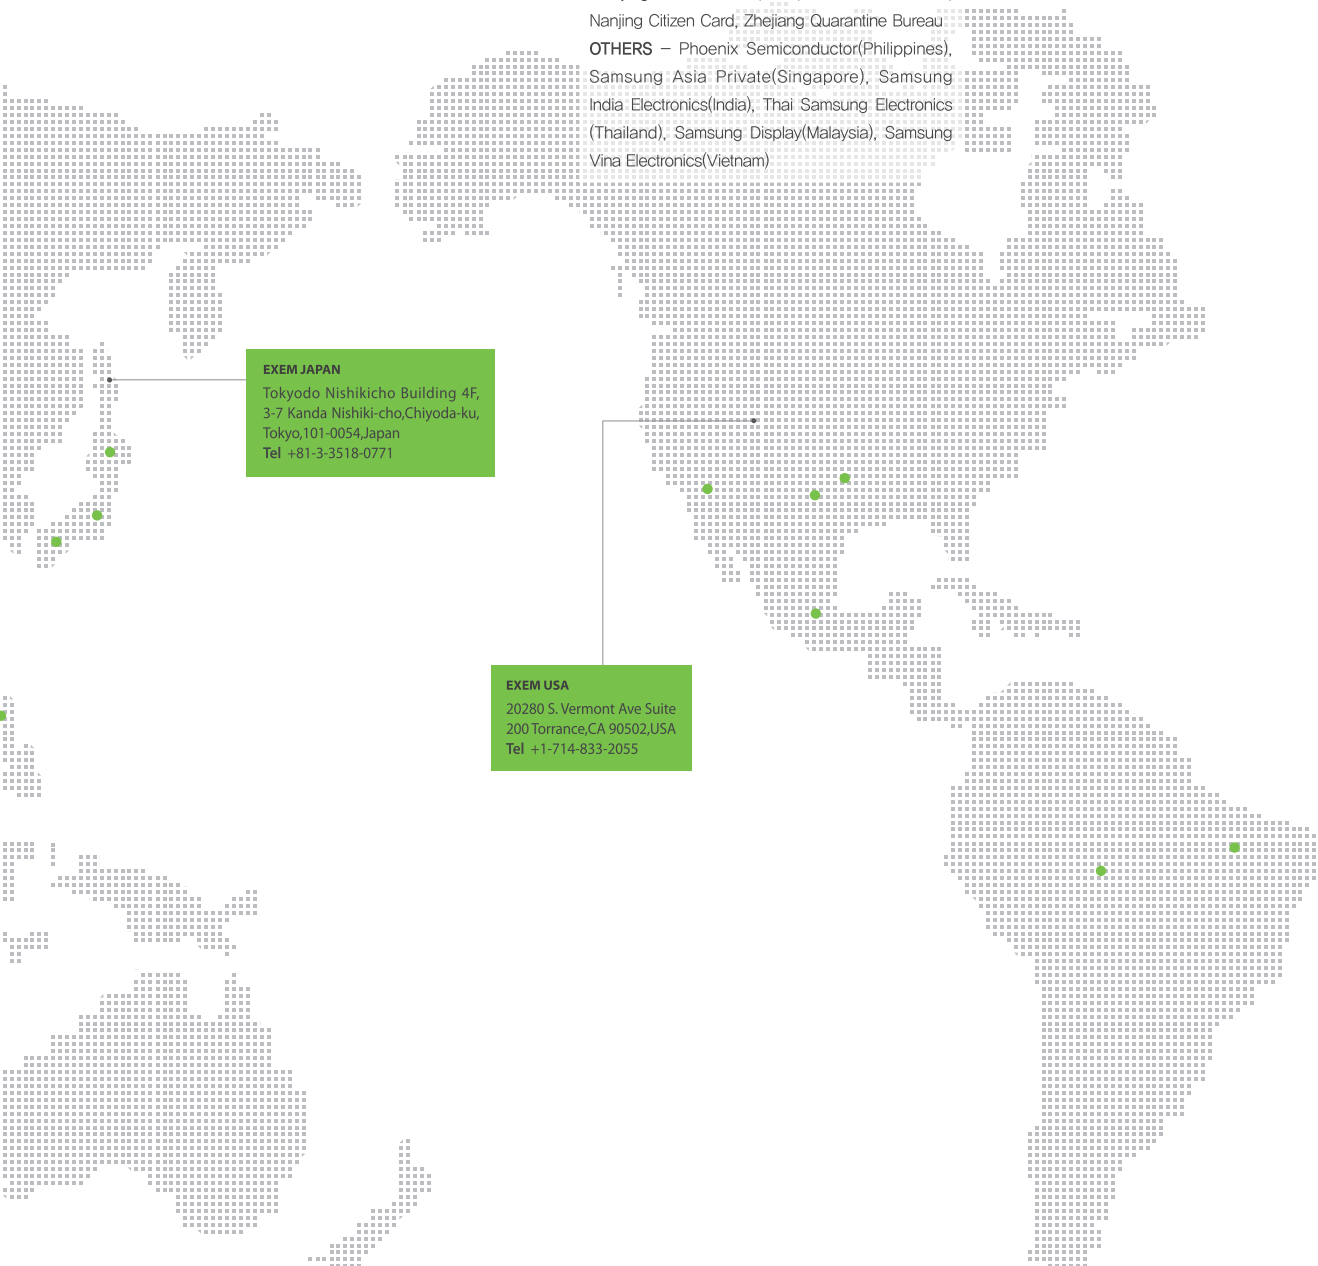 Nanjing Citizen Card, Zhejiang Quarantine Bureau
OTHERS – Phoenix Semiconductor(Philippines),
Samsung Asia Private(Singapore), Samsung
India Electronics(India), Thai Samsung Electronics
(Thailand), Samsung Display(Malaysia), Samsung
Vina Electronics(Vietnam)
EXEM JAPAN
Tokyodo Nishikicho Building 4F,
3-7 Kanda Nishiki-cho,Chiyoda-ku,
Tokyo,101-0054,Japan
Tel +81-3-3518-0771
EXEM USA
20280 S. Vermont Ave Suite
200 Torrance,CA 90502,USA
Tel +1-714-833-2055